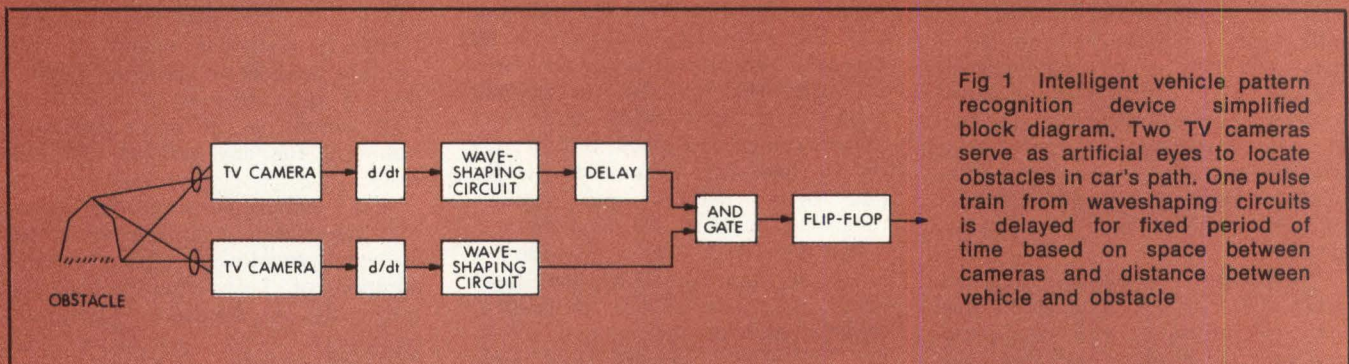 TV CAMERA
d/dt
WAVE-
SHAPING
CIRCUIT
DELAY
TV CAMERA
d/dt
WAVE-
SHAPING
CIRCUIT
AND
GATE
FLIP-FLOP
OBSTACLE
Fig 1 Intelligent vehicle pattern
recognition device simplified
block diagram. Two TV cameras
serve as artificial eyes to locate
obstacles in car's path. One pulse
train from waveshaping circuits
is delayed for fixed period of
time based on space between
cameras and distance between
vehicle and obstacle